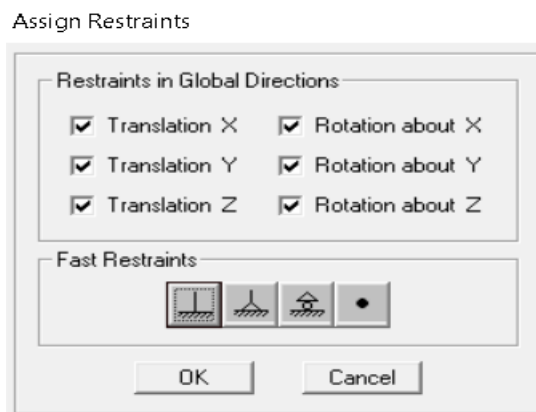 Assign Restraints
Restraints in Global Directions
Translation X Rotation about X
Translation Y Rotation about Y
Translation Z Rotation about Z
Fast Restraints
OK Cancel